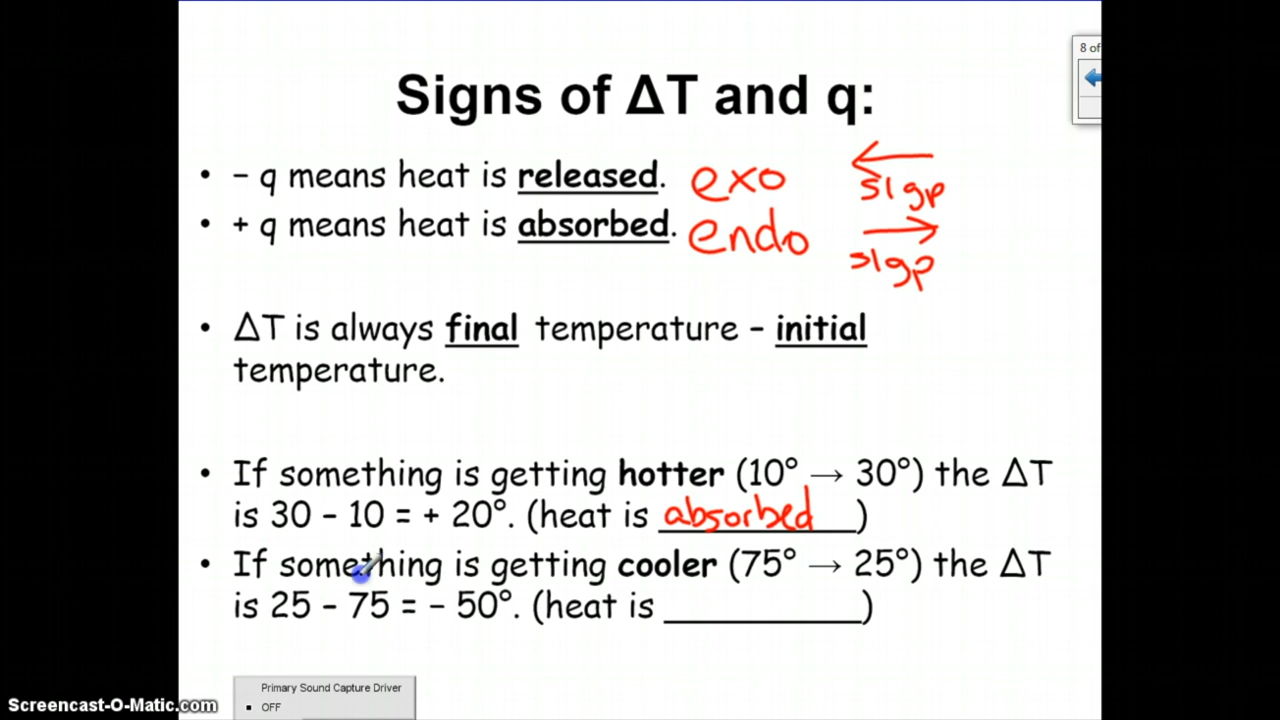 Signs of ΔT and q:
8 of
• – q means heat is released. exo
slgp
• + q means heat is absorbed. endo
slgp
• ΔT is always final temperature – initial
temperature.
• If something is getting hotter (10° → 30°) the ΔT
is 30 – 10 = + 20°. (heat is absorbed)
• If something is getting cooler (75° → 25°) the ΔT
is 25 – 75 = – 50°. (heat is __________)
Primary Sound Capture Driver
OFF
Screencast-O-Matic.com